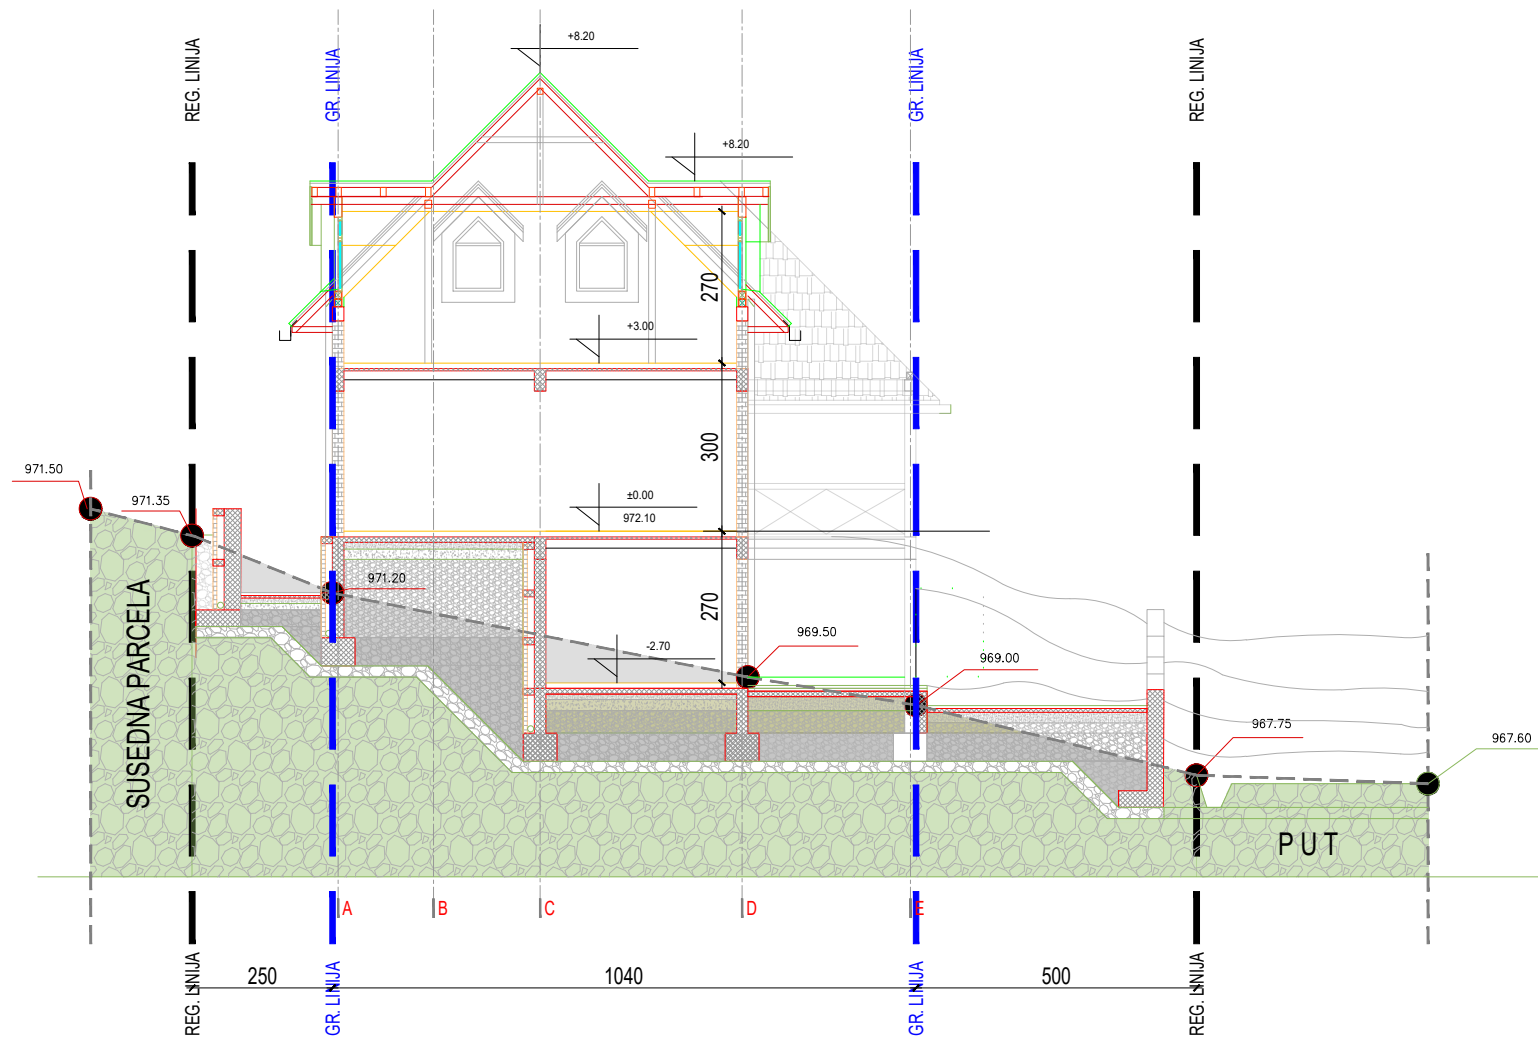 REG. LINIJA
GR. LINIJA
+8.20
GR. LINIJA
REG. LINIJA
+8.20
270
+3.00
300
971.50
971.35
±0.00
972.10
971.20
SUSEDNA PARCELA
270
969.50
-2.70
969.00
967.75
967.60
PUT
A
B
C
D
E
250
1040
500
REG. LINIJA
GR. LINIJA
GR. LINIJA
REG. LINIJA